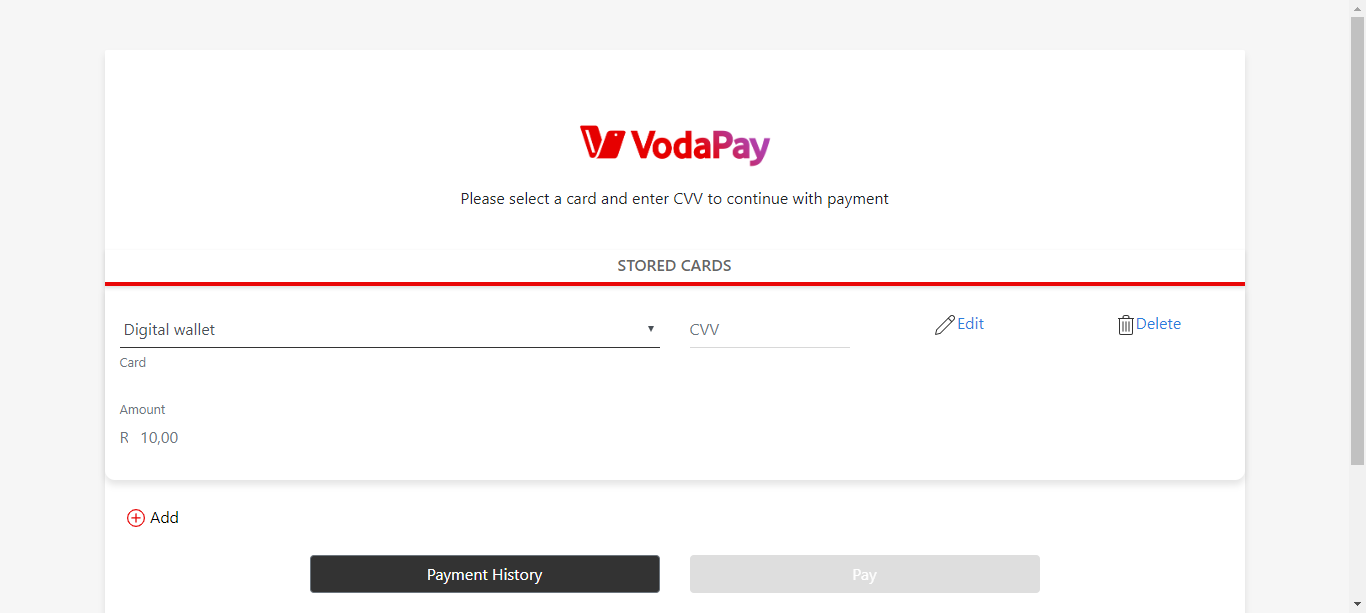 VodaPay
Please select a card and enter CVV to continue with payment
STORED CARDS
Digital wallet
CVV
Edit
Delete
Card
Amount
R 10,00
Add
Payment History
Pay